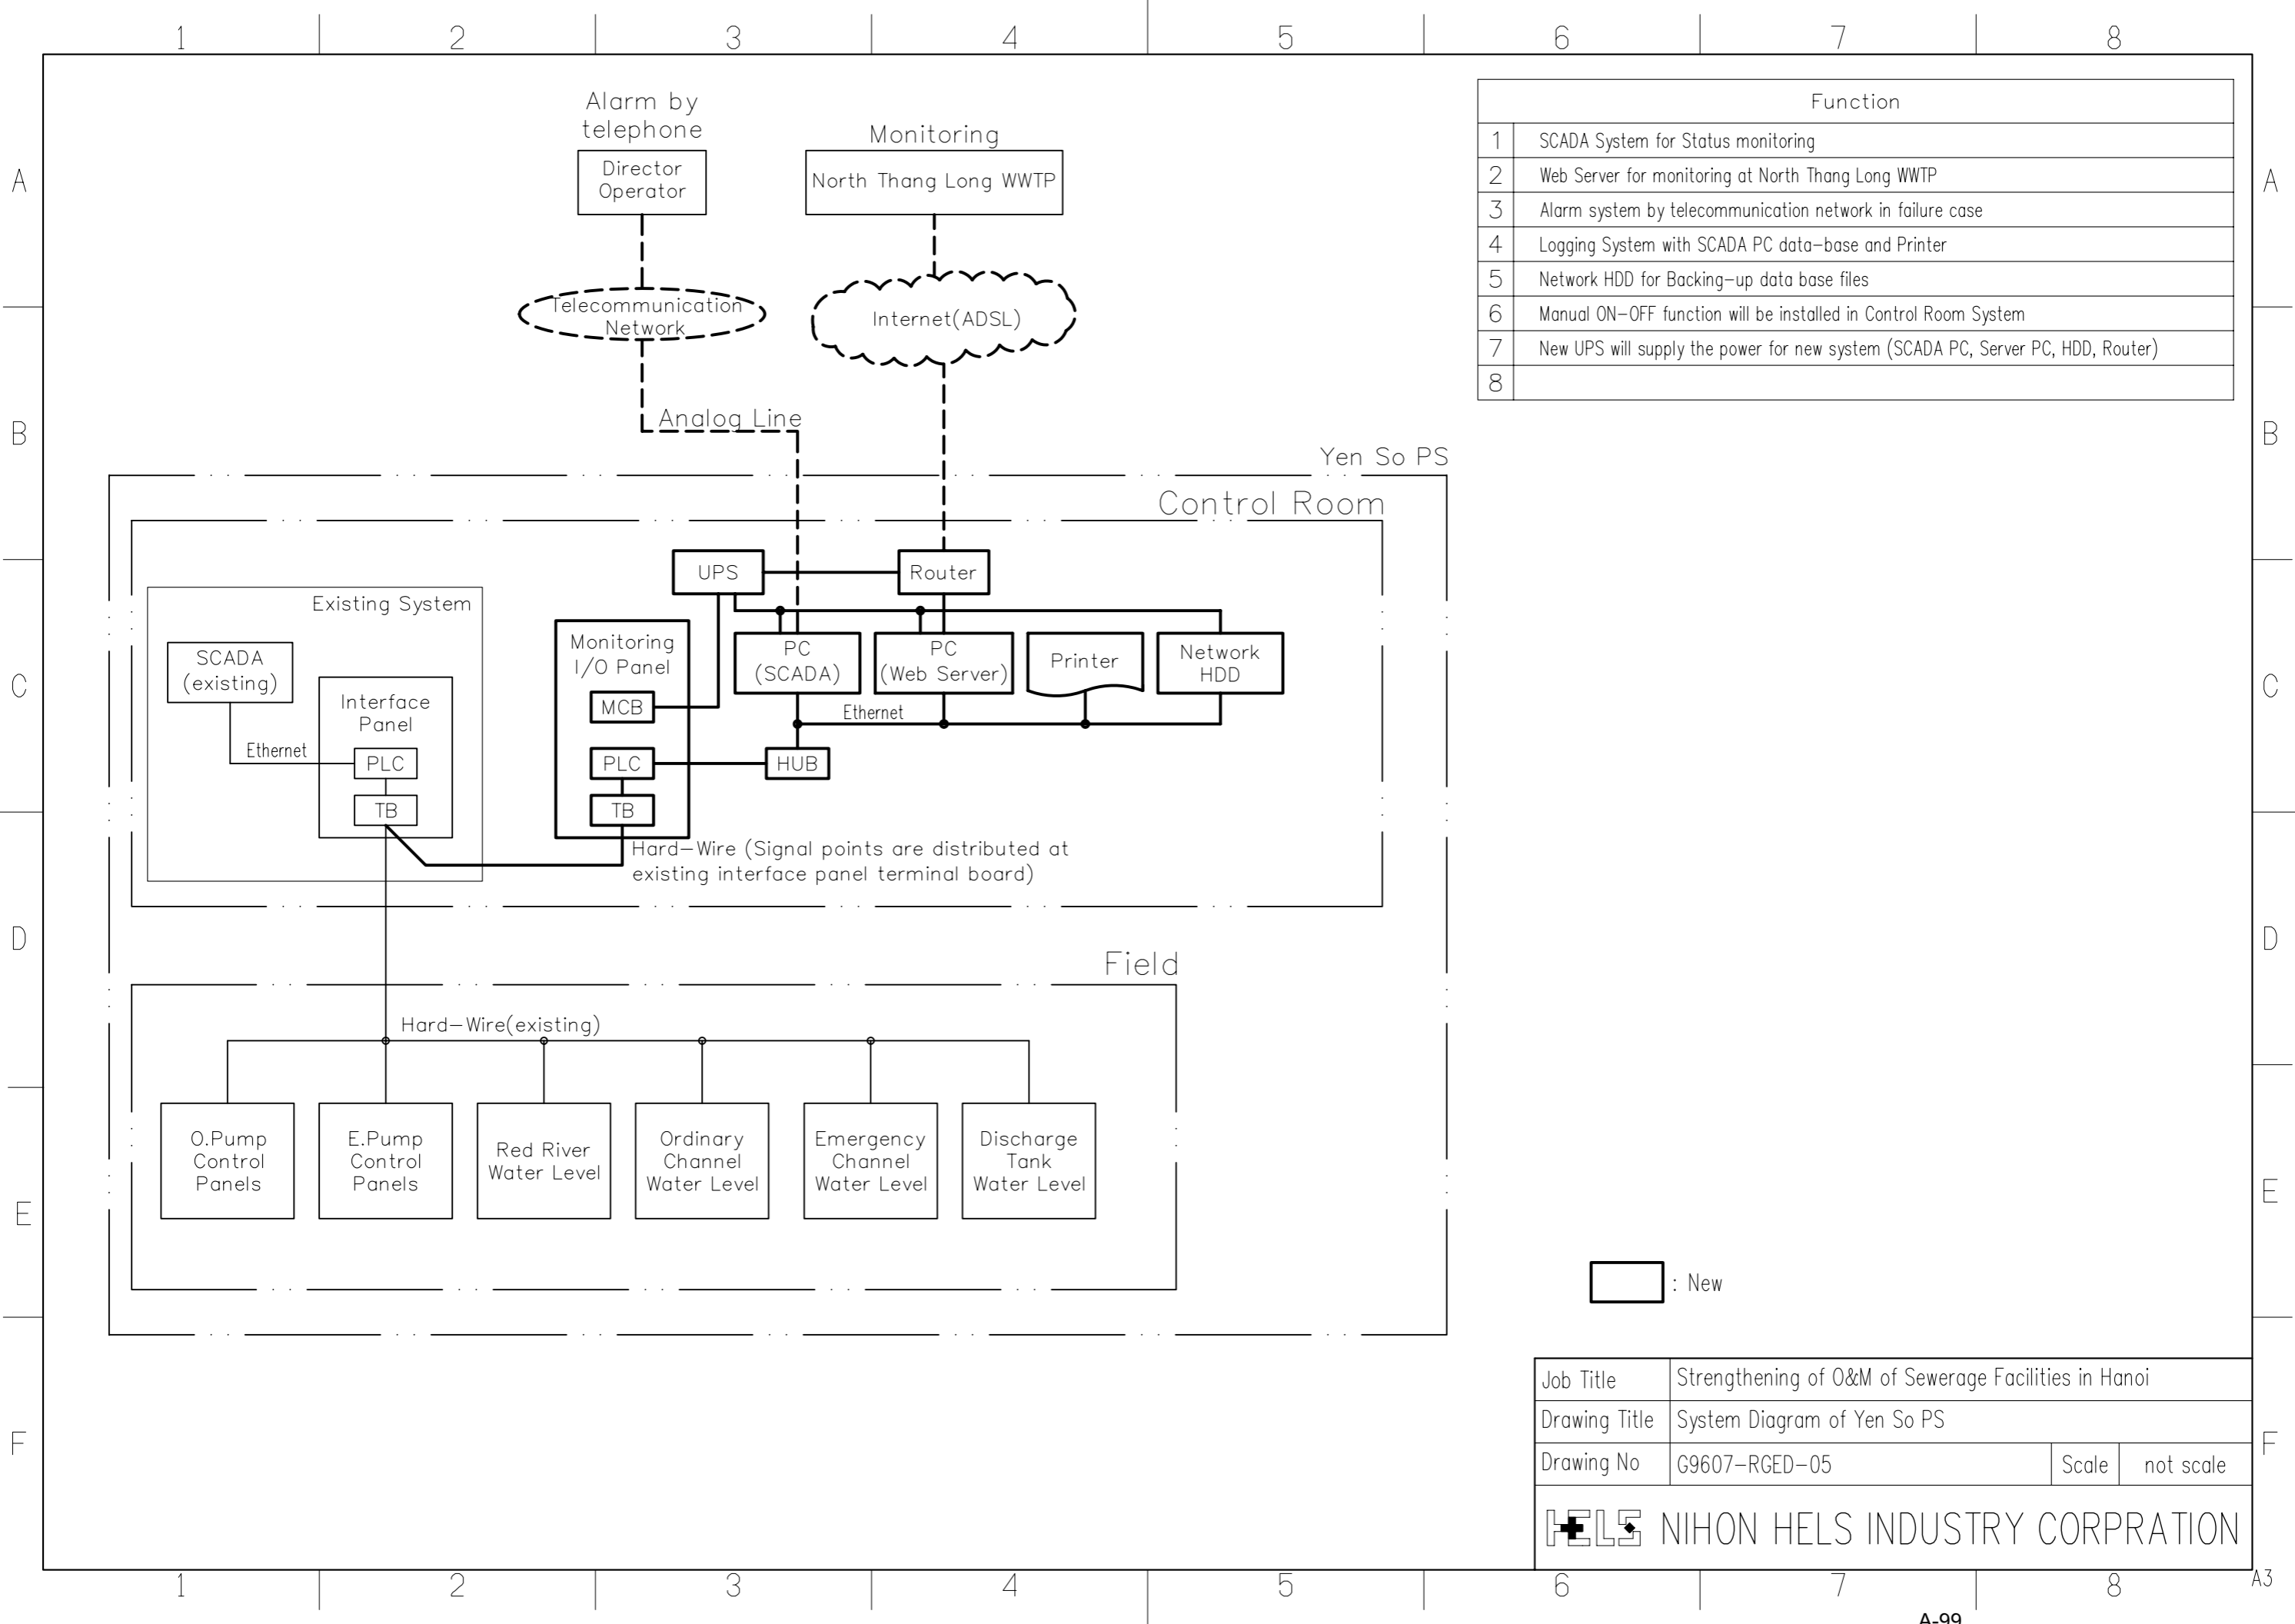 1 2 3 4 5 6 7 8
A
B
C
D
E
F
A
B
C
D
E
F
Alarm by
telephone
Director
Operator
Monitoring
North Thang Long WWTP
Telecommunication
Network
Internet(ADSL)
Analog Line
Function
1 SCADA System for Status monitoring
2 Web Server for monitoring at North Thang Long WWTP
3 Alarm system by telecommunication network in failure case
4 Logging System with SCADA PC data-base and Printer
5 Network HDD for Backing-up data base files
6 Manual ON-OFF function will be installed in Control Room System
7 New UPS will supply the power for new system (SCADA PC, Server PC, HDD, Router)
8
Yen So PS
Control Room
Existing System
SCADA
(existing)
Ethernet
Interface
Panel
PLC
TB
UPS
Router
Monitoring
I/O Panel
MCB
PLC
TB
PC
(SCADA)
PC
(Web Server)
Printer
Network
HDD
Ethernet
HUB
Hard-Wire (Signal points are distributed at
existing interface panel terminal board)
Field
Hard-Wire(existing)
O.Pump
Control
Panels
E.Pump
Control
Panels
Red River
Water Level
Ordinary
Channel
Water Level
Emergency
Channel
Water Level
Discharge
Tank
Water Level
: New
Job Title Strengthening of O&M of Sewerage Facilities in Hanoi
Drawing Title System Diagram of Yen So PS
Drawing No G9607-RGED-05 Scale not scale
HELS NIHON HELS INDUSTRY CORPRATION
1 2 3 4 5 6 7 8
A3
A-99